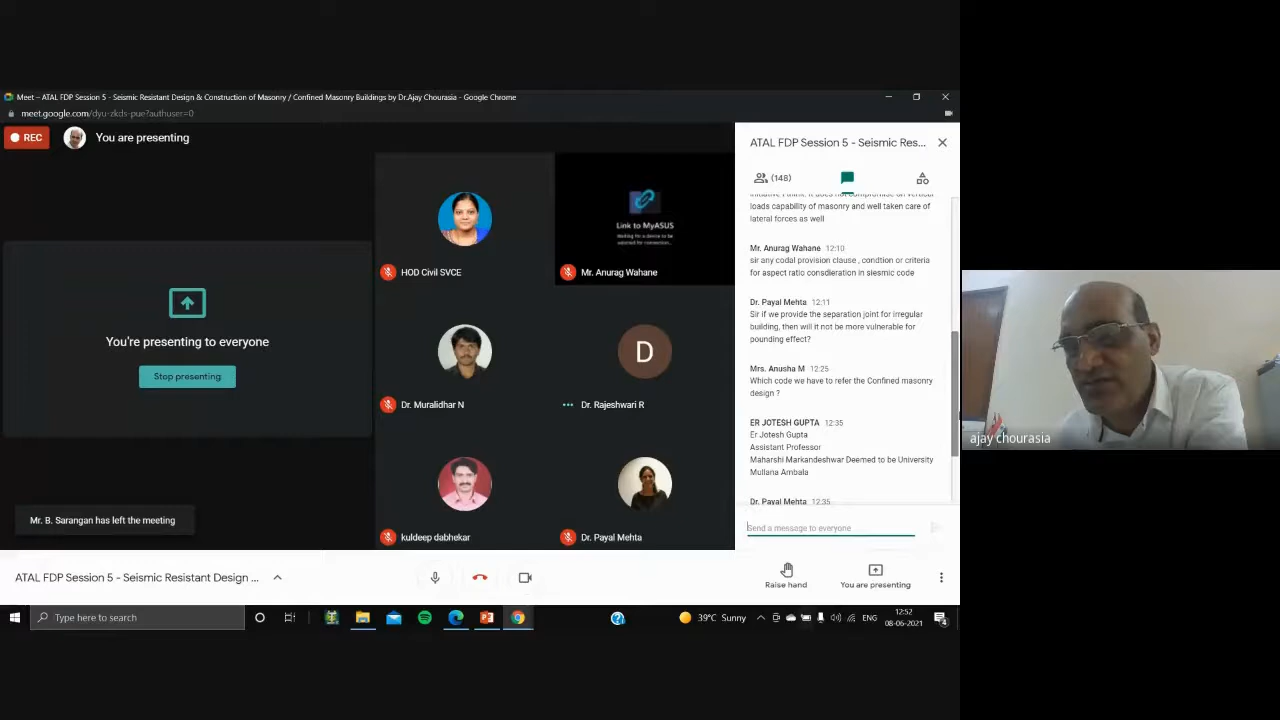 Meet – ATAL FDP Session 5 - Seismic Resistant Design & Construction of Masonry / Confined Masonry Buildings by Dr.Ajay Chourasia - Google Chrome
meet.google.com/dyu-zkds-pue?authuser=0
REC
You are presenting
You're presenting to everyone
Stop presenting
Mr. B. Sarangan has left the meeting
HOD Civil SVCE
Link to MyASUS
Mr. Anurag Wahane
Dr. Muralidhar N
D
Dr. Rajeshwari R
kuldeep dabhekar
Dr. Payal Mehta
ATAL FDP Session 5 - Seismic Res...
(148)
loads capability of masonry and well taken care of
lateral forces as well
Mr. Anurag Wahane 12:10
sir any codal provision clause , condtion or criteria
for aspect ratio consdieration in siesmic code
Dr. Payal Mehta 12:11
Sir if we provide the separation joint for irregular
building, then will it not be more vulnerable for
pounding effect?
Mrs. Anusha M 12:25
Which code we have to refer the Confined masonry
design ?
ER JOTESH GUPTA 12:35
Er Jotesh Gupta
Assistant Professor
Maharshi Markandeshwar Deemed to be University
Mullana Ambala
Dr. Payal Mehta 12:35
Send a message to everyone
ajay chourasia
ATAL FDP Session 5 - Seismic Resistant Design ...
Raise hand
You are presenting
Type here to search
39°C Sunny
ENG
12:52
08-06-2021
4